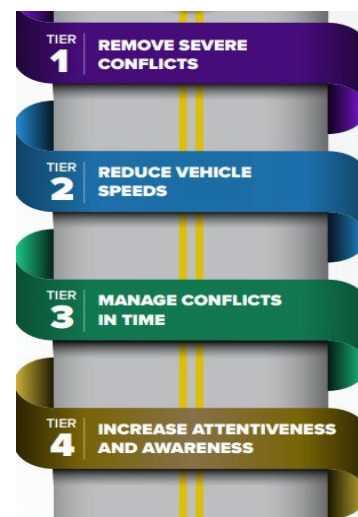 TIER
1
REMOVE SEVERE
CONFLICTS
TIER
2
REDUCE VEHICLE
SPEEDS
TIER
3
MANAGE CONFLICTS
IN TIME
TIER
4
INCREASE ATTENTIVENESS
AND AWARENESS